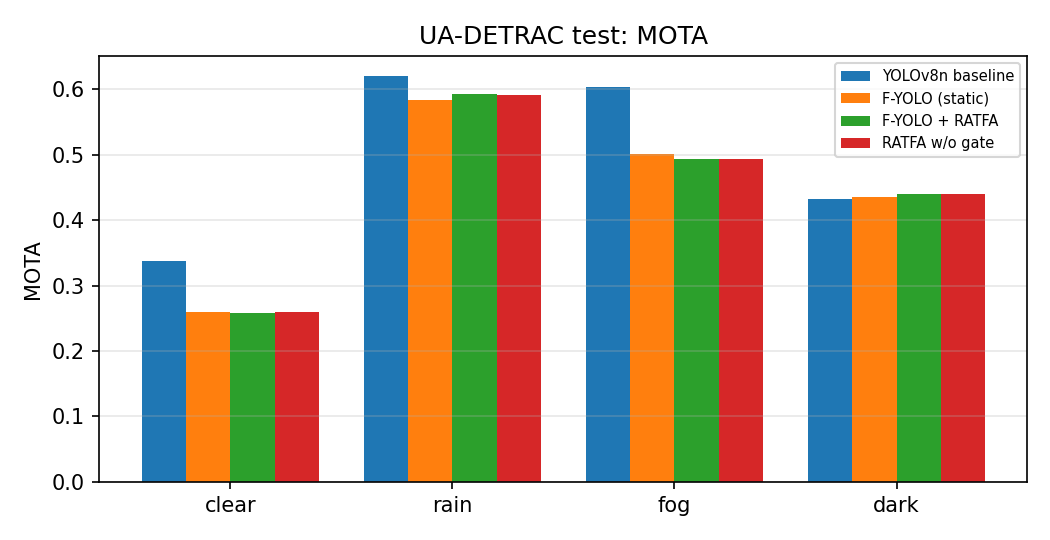 UA-DETRAC test: MOTA
MOTA
0.6
0.5
0.4
0.3
0.2
0.1
0.0
YOLOv8n baseline
F-YOLO (static)
F-YOLO + RATFA
RATFA w/o gate
clear
rain
fog
dark